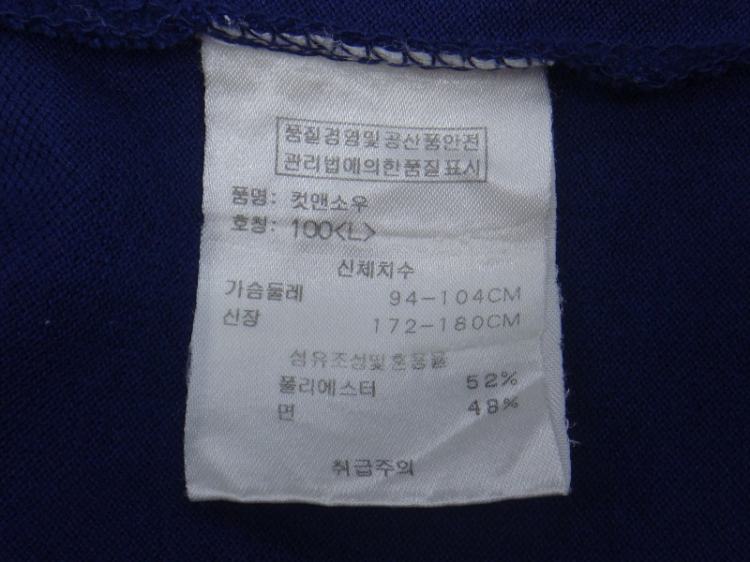 품질경영및공산품안전
관리법에의한품질표시
품명: 컷앤소우
호칭: 100<L>
신체치수
가슴둘레 94-104CM
신장 172-180CM
섬유조성및혼용율
폴리에스터 52%
면 48%
취급주의